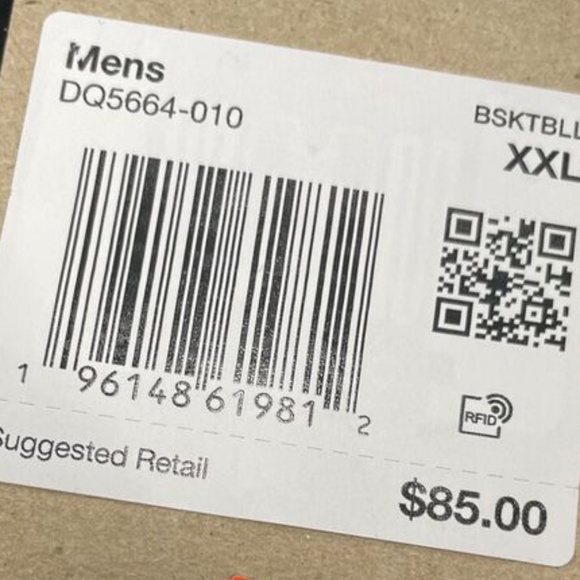 Mens
DQ5664-010
BSKTBLL
XXL
1 96148 61981 2
RFID
Suggested Retail
$85.00